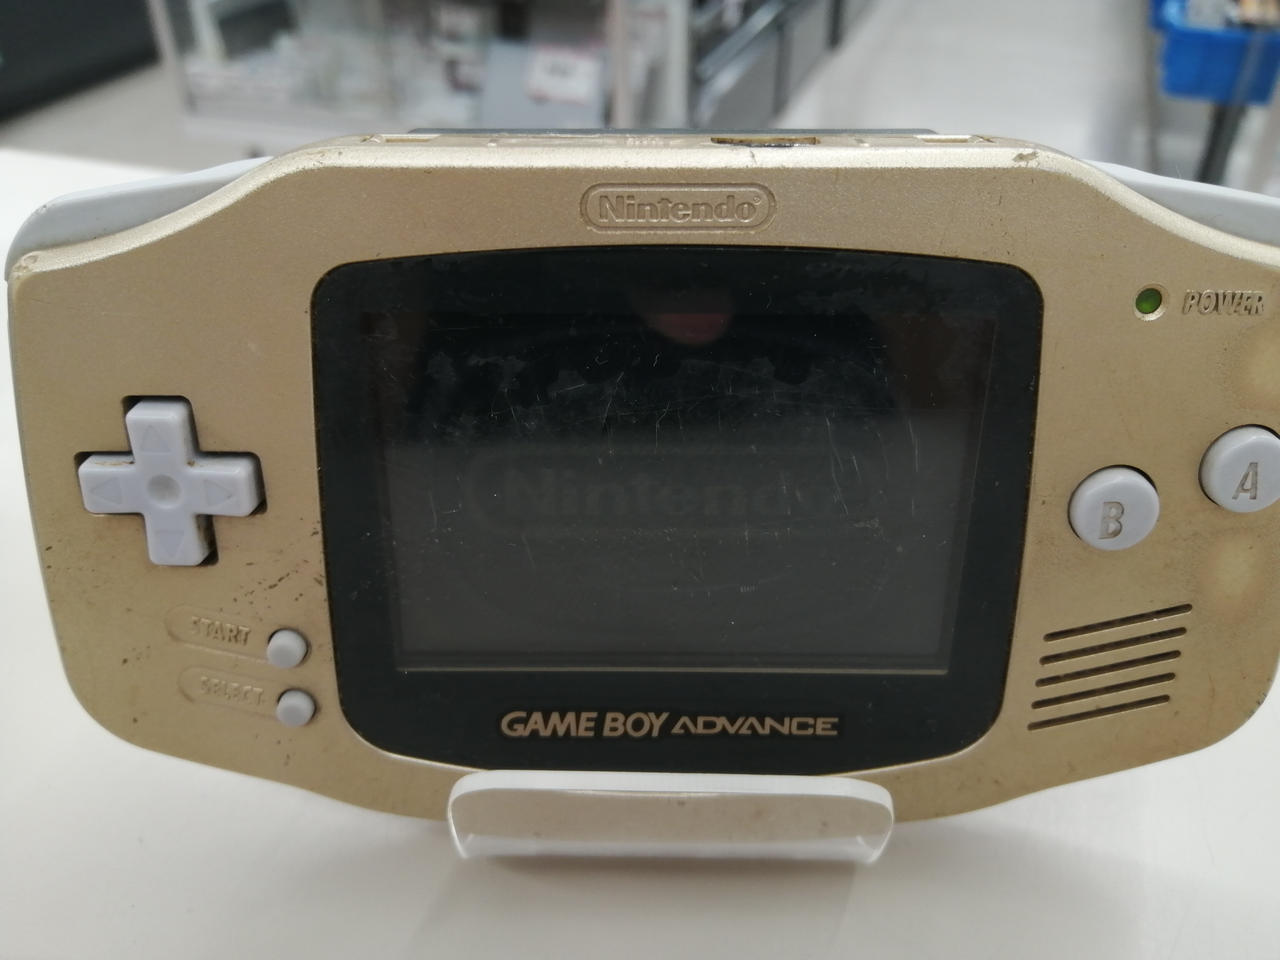 Nintendo®
POWER
Nintendo
A
B
START
SELECT
GAME BOY ADVANCE